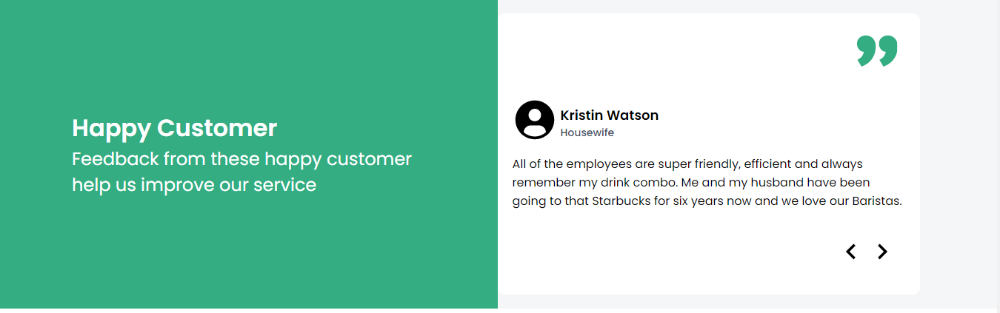 Happy Customer
Feedback from these happy customer
help us improve our service
Kristin Watson
Housewife
All of the employees are super friendly, efficient and always
remember my drink combo. Me and my husband have been
going to that Starbucks for six years now and we love our Baristas.